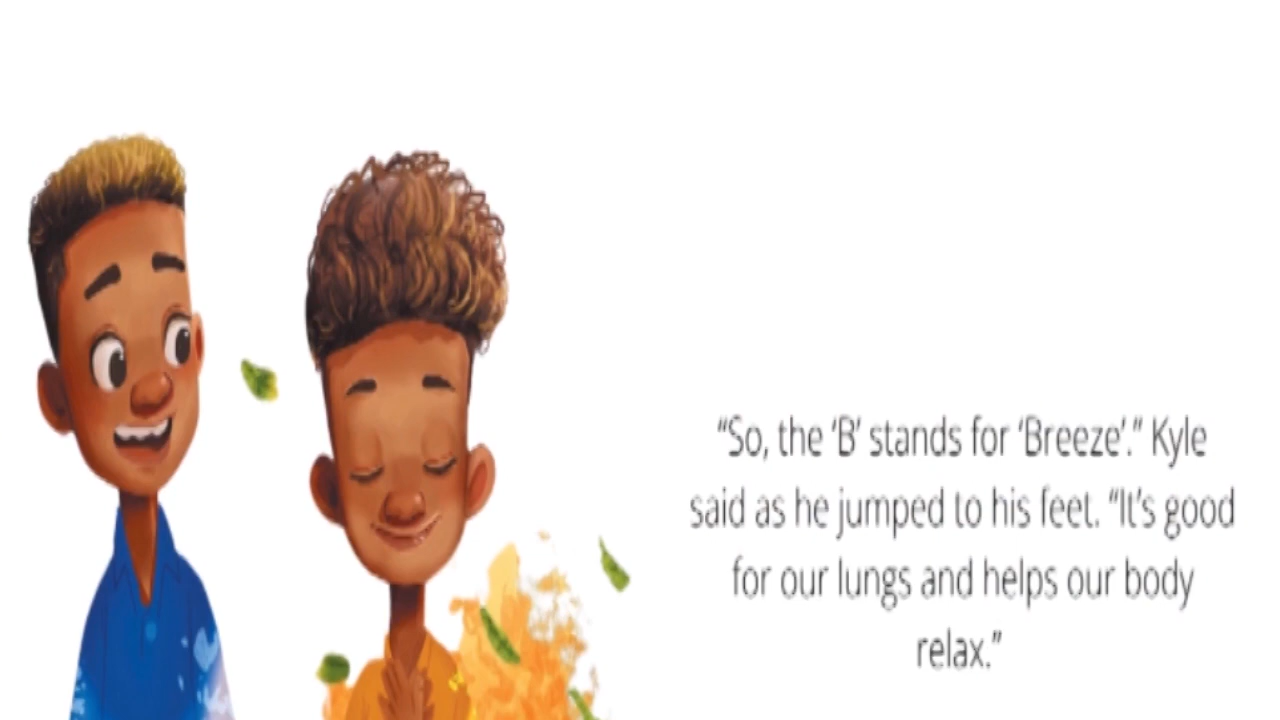 “So, the ‘B’ stands for ‘Breeze’.” Kyle
said as he jumped to his feet. “It’s good
for our lungs and helps our body
relax.”